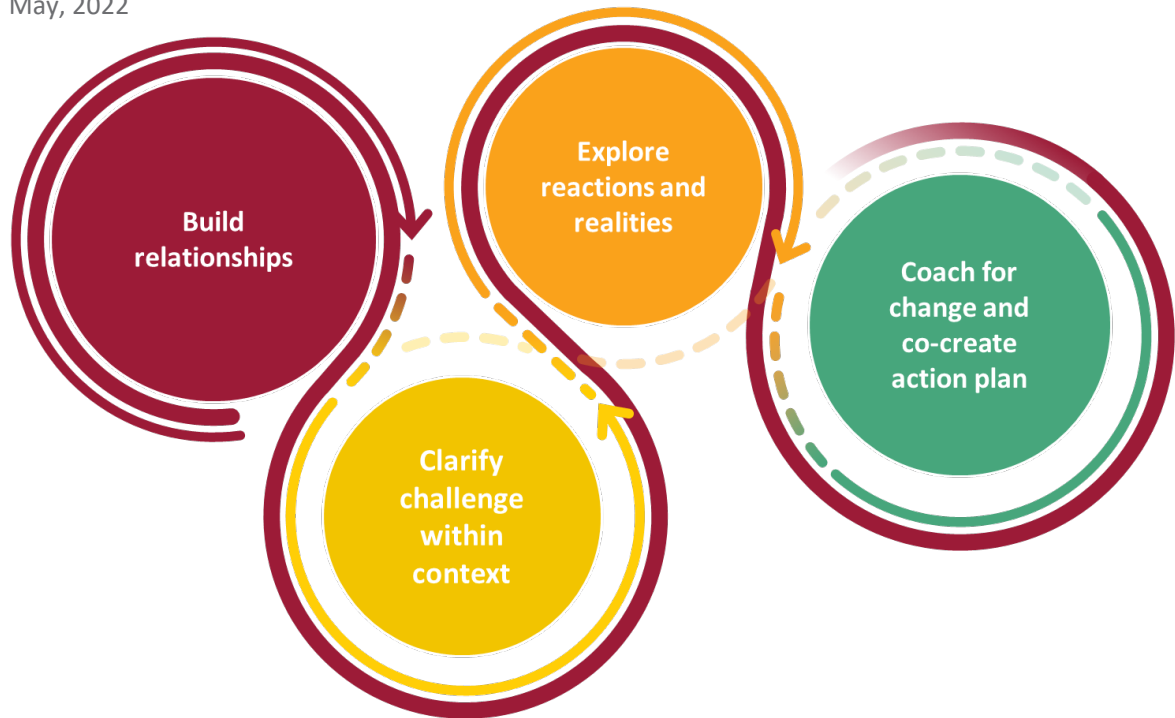 May, 2022
Build
relationships
Explore
reactions and
realities
Coach for
change and
co-create
action plan
Clarify
challenge
within
context